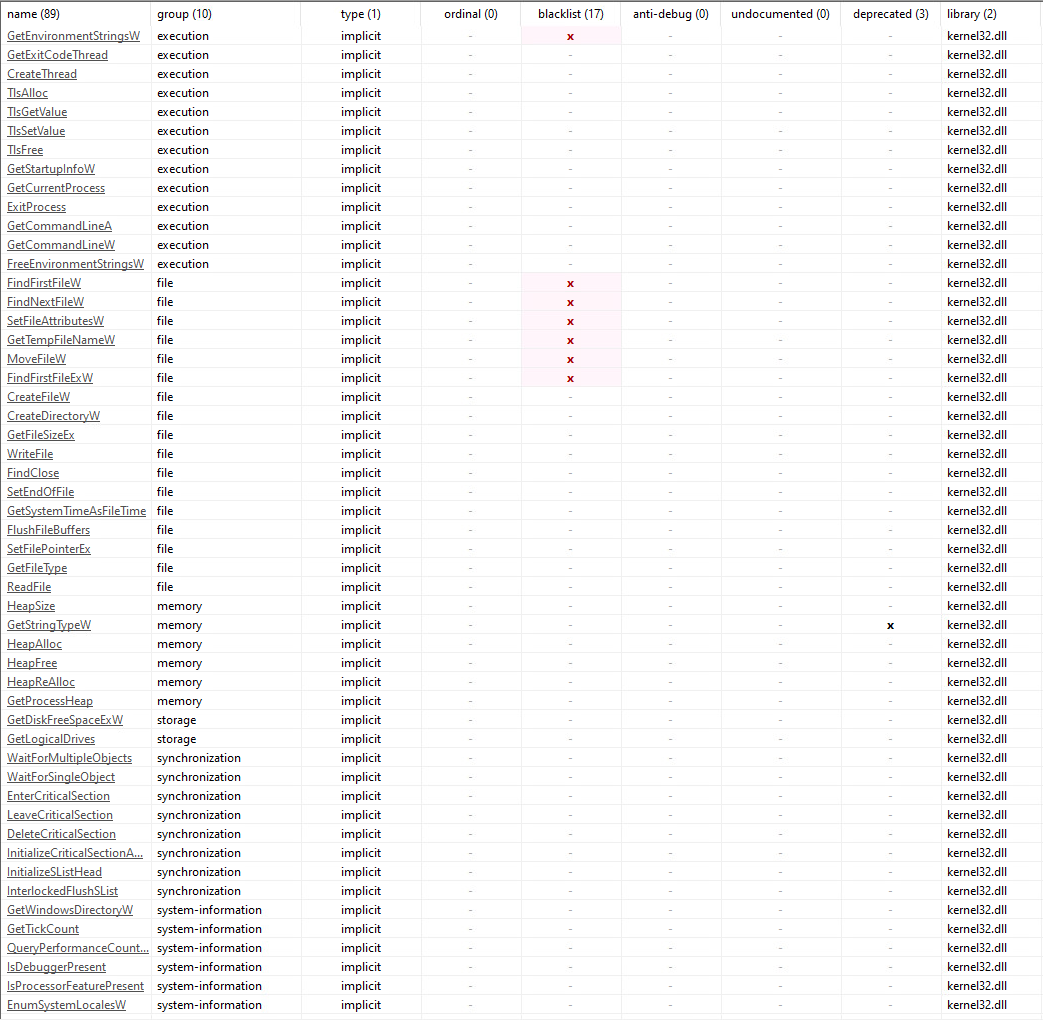 name (89) group (10) type (1) ordinal (0) blacklist (17) anti-debug (0) undocumented (0) deprecated (3) library (2)
GetEnvironmentStringsW execution implicit - x - - - kernel32.dll
GetExitCodeThread execution implicit - - - - - kernel32.dll
CreateThread execution implicit - - - - - kernel32.dll
TlsAlloc execution implicit - - - - - kernel32.dll
TlsGetValue execution implicit - - - - - kernel32.dll
TlsSetValue execution implicit - - - - - kernel32.dll
TlsFree execution implicit - - - - - kernel32.dll
GetStartupInfoW execution implicit - - - - - kernel32.dll
GetCurrentProcess execution implicit - - - - - kernel32.dll
ExitProcess execution implicit - - - - - kernel32.dll
GetCommandLineA execution implicit - - - - - kernel32.dll
GetCommandLineW execution implicit - - - - - kernel32.dll
FreeEnvironmentStringsW execution implicit - - - - - kernel32.dll
FindFirstFileW file implicit - x - - - kernel32.dll
FindNextFileW file implicit - x - - - kernel32.dll
SetFileAttributesW file implicit - x - - - kernel32.dll
GetTempFileNameW file implicit - x - - - kernel32.dll
MoveFileW file implicit - x - - - kernel32.dll
FindFirstFileExW file implicit - x - - - kernel32.dll
CreateFileW file implicit - - - - - kernel32.dll
CreateDirectoryW file implicit - - - - - kernel32.dll
GetFileSizeEx file implicit - - - - - kernel32.dll
WriteFile file implicit - - - - - kernel32.dll
FindClose file implicit - - - - - kernel32.dll
SetEndOfFile file implicit - - - - - kernel32.dll
GetSystemTimeAsFileTime file implicit - - - - - kernel32.dll
FlushFileBuffers file implicit - - - - - kernel32.dll
SetFilePointerEx file implicit - - - - - kernel32.dll
GetFileType file implicit - - - - - kernel32.dll
ReadFile file implicit - - - - - kernel32.dll
HeapSize memory implicit - - - - - kernel32.dll
GetStringTypeW memory implicit - - - - x kernel32.dll
HeapAlloc memory implicit - - - - - kernel32.dll
HeapFree memory implicit - - - - - kernel32.dll
HeapReAlloc memory implicit - - - - - kernel32.dll
GetProcessHeap memory implicit - - - - - kernel32.dll
GetDiskFreeSpaceExW storage implicit - - - - - kernel32.dll
GetLogicalDrives storage implicit - - - - - kernel32.dll
WaitForMultipleObjects synchronization implicit - - - - - kernel32.dll
WaitForSingleObject synchronization implicit - - - - - kernel32.dll
EnterCriticalSection synchronization implicit - - - - - kernel32.dll
LeaveCriticalSection synchronization implicit - - - - - kernel32.dll
DeleteCriticalSection synchronization implicit - - - - - kernel32.dll
InitializeCriticalSectionA... synchronization implicit - - - - - kernel32.dll
InitializeSListHead synchronization implicit - - - - - kernel32.dll
InterlockedFlushSList synchronization implicit - - - - - kernel32.dll
GetWindowsDirectoryW system-information implicit - - - - - kernel32.dll
GetTickCount system-information implicit - - - - - kernel32.dll
QueryPerformanceCount... system-information implicit - - - - - kernel32.dll
IsDebuggerPresent system-information implicit - - - - - kernel32.dll
IsProcessorFeaturePresent system-information implicit - - - - - kernel32.dll
EnumSystemLocalesW system-information implicit - - - - - kernel32.dll